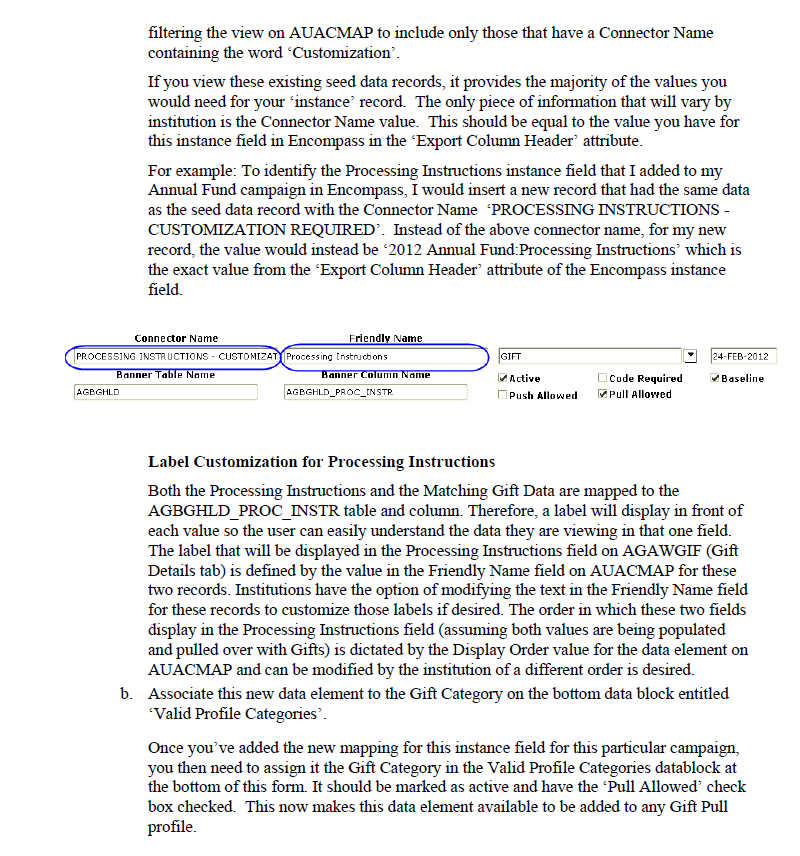 filtering the view on AUACMAP to include only those that have a Connector Name
containing the word ‘Customization’.
If you view these existing seed data records, it provides the majority of the values you
would need for your ‘instance’ record.  The only piece of information that will vary by
institution is the Connector Name value.  This should be equal to the value you have for
this instance field in Encompass in the ‘Export Column Header’ attribute.
For example: To identify the Processing Instructions instance field that I added to my
Annual Fund campaign in Encompass, I would insert a new record that had the same data
as the seed data record with the Connector Name  ‘PROCESSING INSTRUCTIONS -
CUSTOMIZATION REQUIRED’.  Instead of the above connector name, for my new
record, the value would instead be ‘2012 Annual Fund:Processing Instructions’ which is
the exact value from the ‘Export Column Header’ attribute of the Encompass instance
field.
Connector Name Friendly Name
PROCESSING INSTRUCTIONS - CUSTOMIZAT Processing Instructions GIFT 24-FEB-2012
Banner Table Name Banner Column Name Active Code Required Baseline
AGBGHLD AGBGHLD_PROC_INSTR Push Allowed Pull Allowed
Label Customization for Processing Instructions
Both the Processing Instructions and the Matching Gift Data are mapped to the
AGBGHLD_PROC_INSTR table and column. Therefore, a label will display in front of
each value so the user can easily understand the data they are viewing in that one field.
The label that will be displayed in the Processing Instructions field on AGAWGIF (Gift
Details tab) is defined by the value in the Friendly Name field on AUACMAP for these
two records. Institutions have the option of modifying the text in the Friendly Name field
for these records to customize those labels if desired. The order in which these two fields
display in the Processing Instructions field (assuming both values are being populated
and pulled over with Gifts) is dictated by the Display Order value for the data element on
AUACMAP and can be modified by the institution of a different order is desired.
b. Associate this new data element to the Gift Category on the bottom data block entitled
‘Valid Profile Categories’.
Once you’ve added the new mapping for this instance field for this particular campaign,
you then need to assign it the Gift Category in the Valid Profile Categories datablock at
the bottom of this form. It should be marked as active and have the ‘Pull Allowed’ check
box checked.  This now makes this data element available to be added to any Gift Pull
profile.